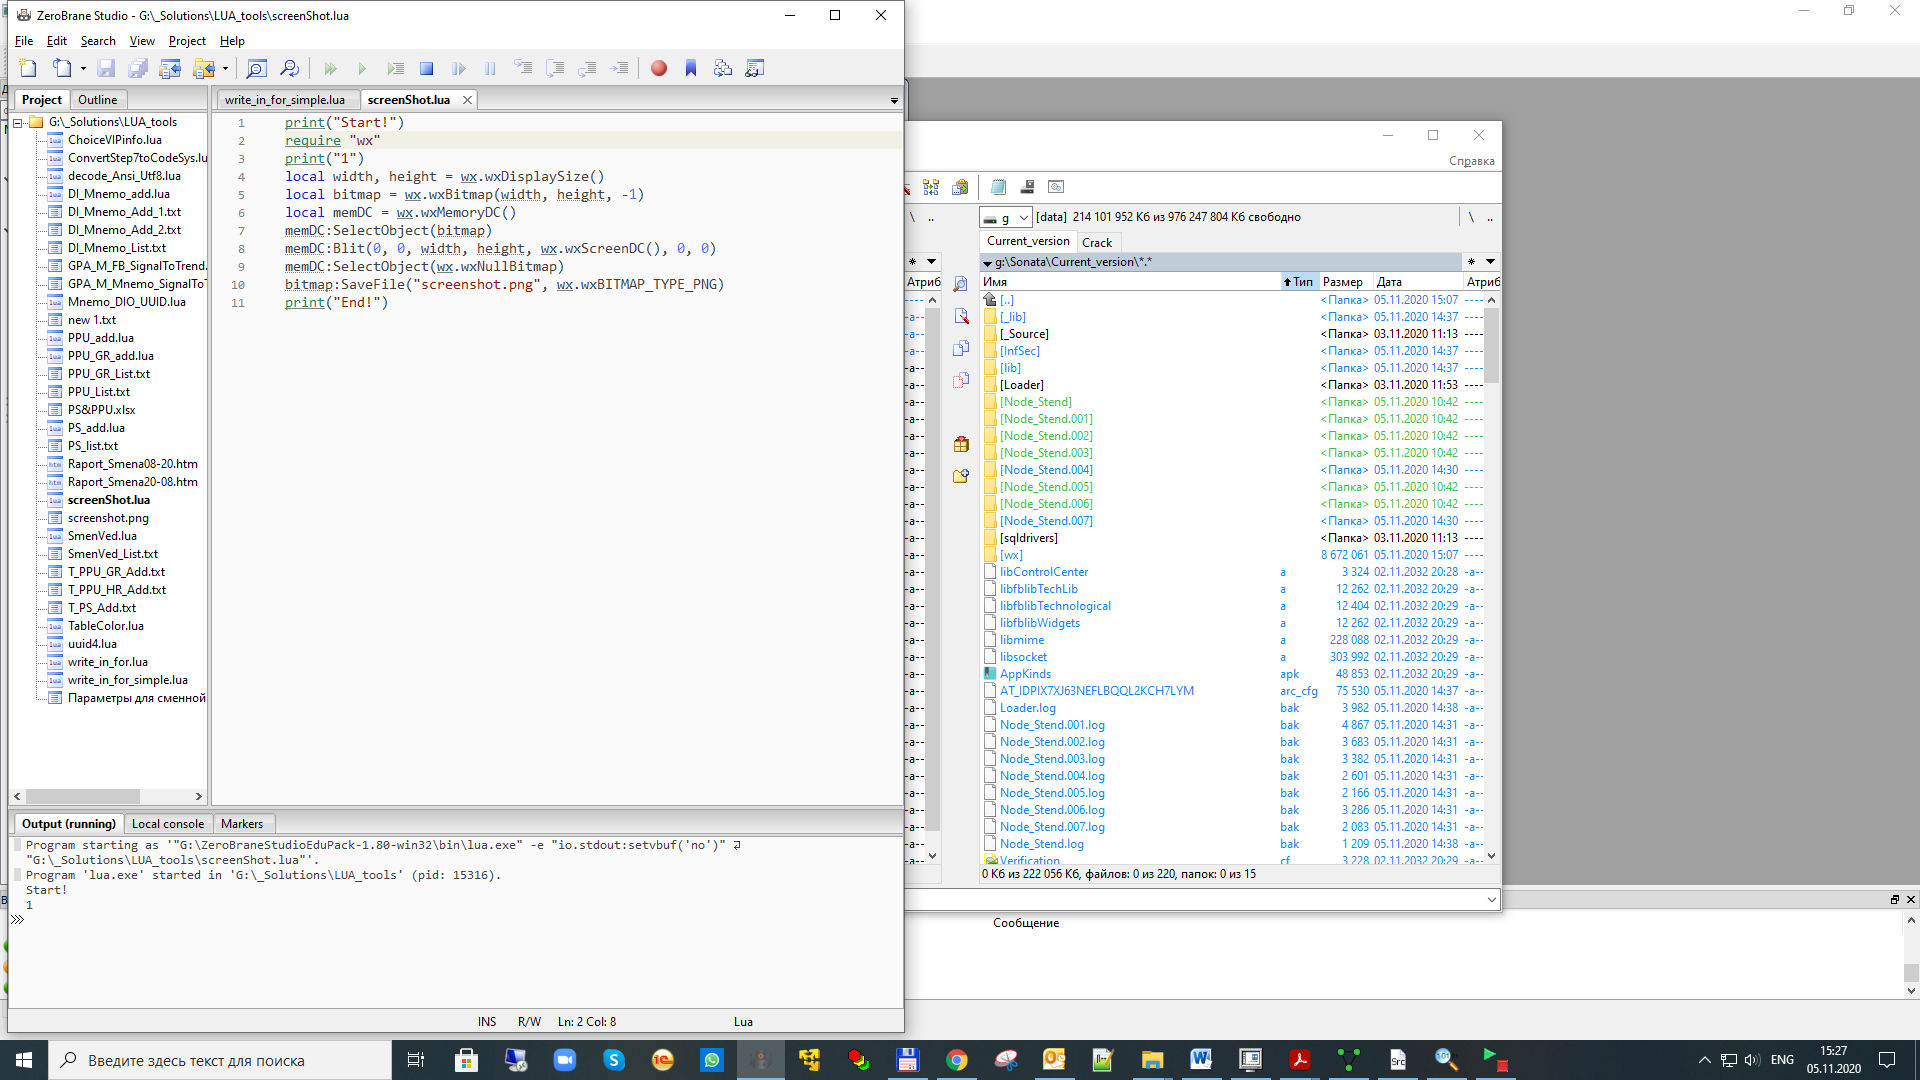 ZeroBrane Studio - G:\_Solutions\LUA_tools\screenShot.lua
File Edit Search View Project Help
Project Outline
G:\_Solutions\LUA_tools
ChoiceVIPinfo.lua
ConvertStep7toCodeSys.lu
decode_Ansi_Utf8.lua
DI_Mnemo_add.lua
DI_Mnemo_Add_1.txt
DI_Mnemo_Add_2.txt
DI_Mnemo_List.txt
GPA_M_FB_SignalToTrend.
GPA_M_Mnemo_SignalToT
Mnemo_DIO_UUID.lua
new 1.txt
PPU_add.lua
PPU_GR_add.lua
PPU_GR_List.txt
PPU_List.txt
PS&PPU.xlsx
PS_add.lua
PS_list.txt
Raport_Smena08-20.htm
Raport_Smena20-08.htm
screenShot.lua
screenshot.png
SmenVed.lua
SmenVed_List.txt
T_PPU_GR_Add.txt
T_PPU_HR_Add.txt
T_PS_Add.txt
TableColor.lua
uuid4.lua
write_in_for.lua
write_in_for_simple.lua
Параметры для сменной
write_in_for_simple.lua screenShot.lua
1 print("Start!")
2 require "wx"
3 print("1")
4 local width, height = wx.wxDisplaySize()
5 local bitmap = wx.wxBitmap(width, height, -1)
6 local memDC = wx.wxMemoryDC()
7 memDC:SelectObject(bitmap)
8 memDC:Blit(0, 0, width, height, wx.wxScreenDC(), 0, 0)
9 memDC:SelectObject(wx.wxNullBitmap)
10 bitmap:SaveFile("screenshot.png", wx.wxBITMAP_TYPE_PNG)
11 print("End!")
Output (running) Local console Markers
Program starting as '"G:\ZeroBraneStudioEduPack-1.80-win32\bin\lua.exe" -e "io.stdout:setvbuf('no')"
"G:\_Solutions\LUA_tools\screenShot.lua"'.
Program 'lua.exe' started in 'G:\_Solutions\LUA_tools' (pid: 15316).
Start!
1
INS R/W Ln: 2 Col: 8 Lua
Справка
\ .. g [data] 214 101 952 Кб из 976 247 804 Кб свободно \ ..
Current_version Crack
g:\Sonata\Current_version\*.* * 
Атриб Имя Тип Размер Дата Атриб
[..] <Папка> 05.11.2020 15:07 ----
[_lib] <Папка> 05.11.2020 14:37 ----
[_Source] <Папка> 03.11.2020 11:13 ----
[InfSec] <Папка> 05.11.2020 14:37 ----
[lib] <Папка> 05.11.2020 14:37 ----
[Loader] <Папка> 03.11.2020 11:53 ----
[Node_Stend] <Папка> 05.11.2020 10:42 ----
[Node_Stend.001] <Папка> 05.11.2020 10:42 ----
[Node_Stend.002] <Папка> 05.11.2020 10:42 ----
[Node_Stend.003] <Папка> 05.11.2020 10:42 ----
[Node_Stend.004] <Папка> 05.11.2020 14:30 ----
[Node_Stend.005] <Папка> 05.11.2020 10:42 ----
[Node_Stend.006] <Папка> 05.11.2020 10:42 ----
[Node_Stend.007] <Папка> 05.11.2020 14:30 ----
[sqldrivers] <Папка> 03.11.2020 11:13 ----
[wx] 8 672 061 05.11.2020 15:07 ----
libControlCenter a 3 324 02.11.2032 20:28 -a--
libfblibTechLib a 12 262 02.11.2032 20:29 -a--
libfblibTechnological a 12 404 02.11.2032 20:29 -a--
libfblibWidgets a 12 262 02.11.2032 20:29 -a--
libmime a 228 088 02.11.2032 20:29 -a--
libsocket a 303 992 02.11.2032 20:29 -a--
AppKinds apk 48 853 02.11.2032 20:29 -a--
AT_IDPIX7XJ63NEFLBQQL2KCH7LYM arc_cfg 75 530 05.11.2020 14:37 -a--
Loader.log bak 3 982 05.11.2020 14:38 -a--
Node_Stend.001.log bak 4 867 05.11.2020 14:31 -a--
Node_Stend.002.log bak 3 683 05.11.2020 14:31 -a--
Node_Stend.003.log bak 3 382 05.11.2020 14:31 -a--
Node_Stend.004.log bak 2 601 05.11.2020 14:31 -a--
Node_Stend.005.log bak 2 166 05.11.2020 14:31 -a--
Node_Stend.006.log bak 3 286 05.11.2020 14:31 -a--
Node_Stend.007.log bak 2 083 05.11.2020 14:31 -a--
Node_Stend.log bak 1 209 05.11.2020 14:38 -a--
Verification cf 3 228 02.11.2032 20:29 -a--
0 Кб из 222 056 Кб, файлов: 0 из 220, папок: 0 из 15
Сообщение
Введите здесь текст для поиска
Src
ENG
15:27
05.11.2020